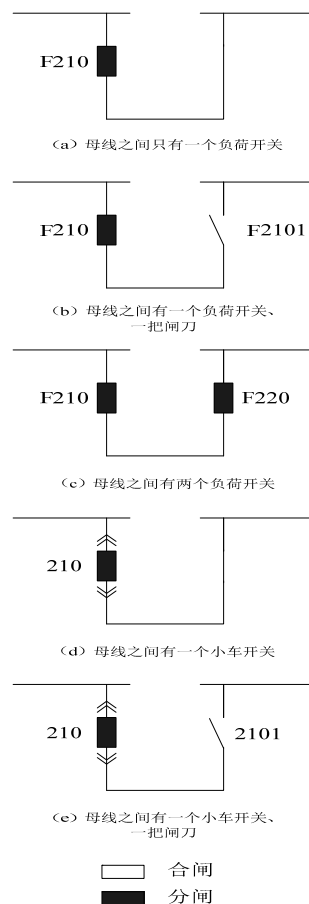 F210
（a）母线之间只有一个负荷开关
F210
F2101
（b）母线之间有一个负荷开关、
一把闸刀
F210
F220
（c）母线之间有两个负荷开关
210
（d）母线之间有一个小车开关
210
2101
（e）母线之间有一个小车开关、
一把闸刀
合闸
分闸